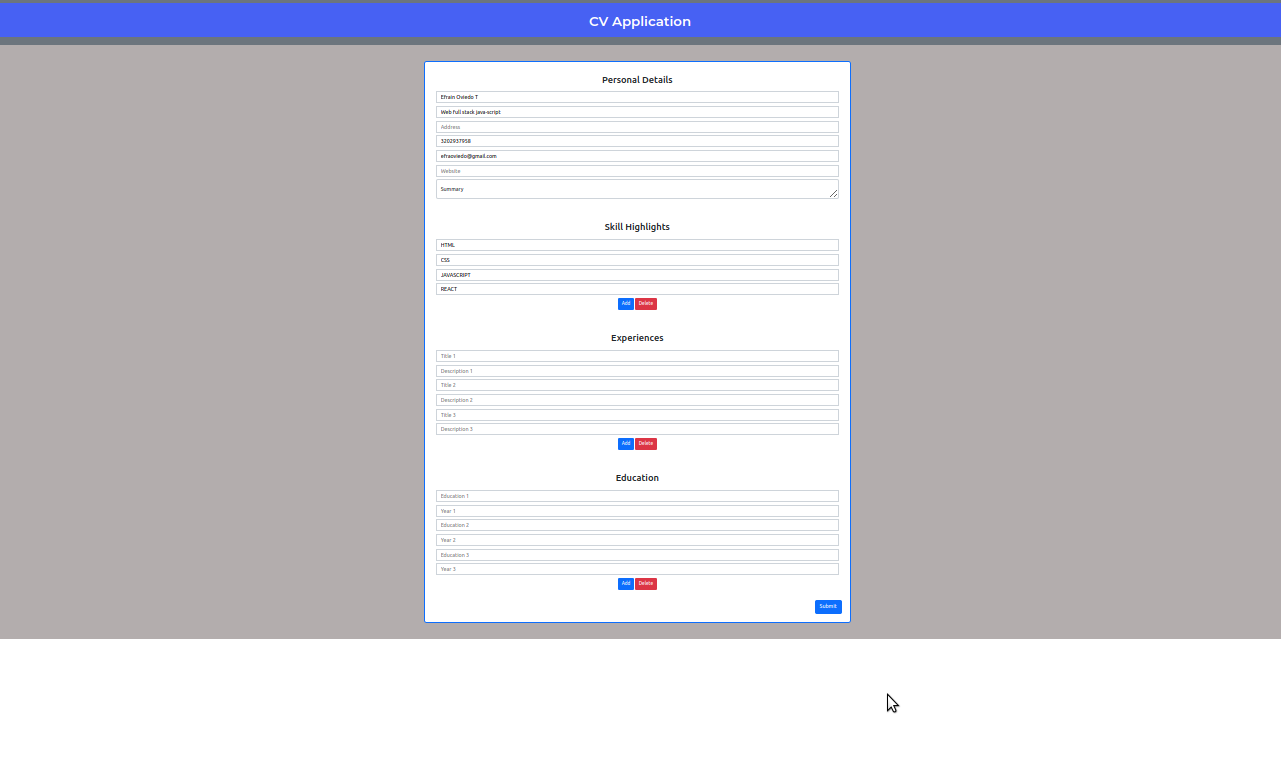 CV Application
Personal Details
Efrain Oviedo T
Web full stack java-script
Address
3202937958
efraoviedo@gmail.com
Website
Summary
Skill Highlights
HTML
CSS
JAVASCRIPT
REACT
Add Delete
Experiences
Title 1
Description 1
Title 2
Description 2
Title 3
Description 3
Add Delete
Education
Education 1
Year 1
Education 2
Year 2
Education 3
Year 3
Add Delete
Submit